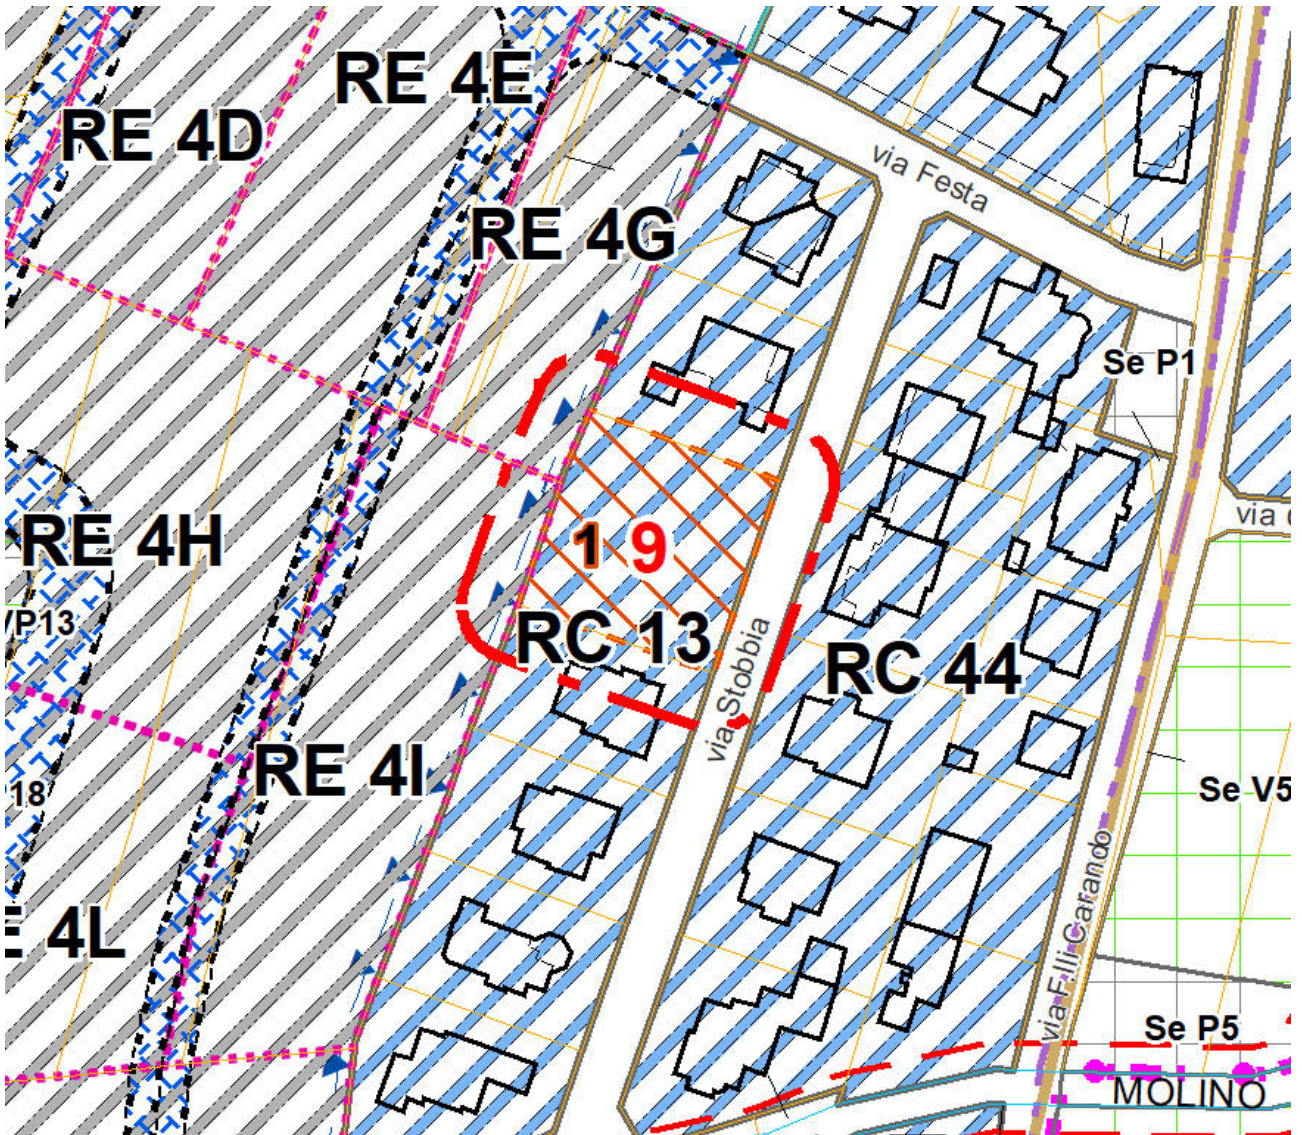 RE 4E
RE 4D
via Festa
RE 4G
Se P1
via
RE 4H
1 9
VP13
RC 13
RC 44
via Stobbia
RE 4I
18
Se V5
via F.lli Carando
4L
Se P5
MOLINO